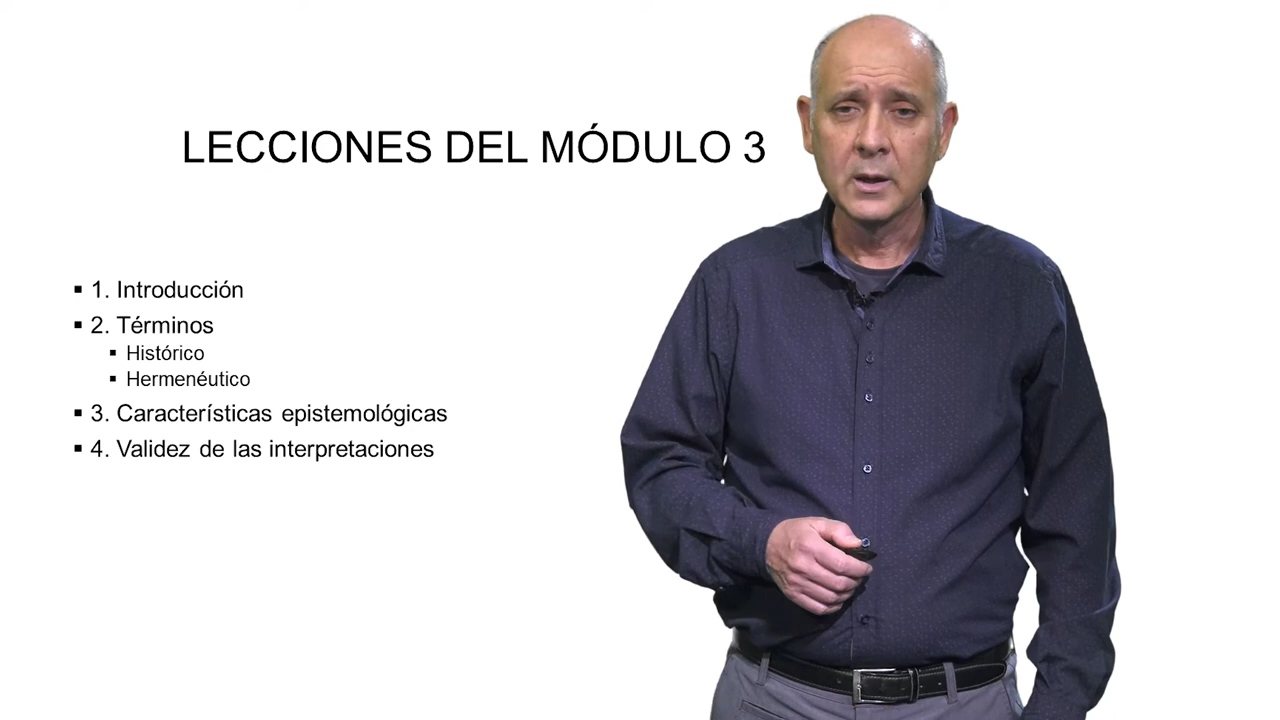 LECCIONES DEL MÓDULO 3
▪ 1. Introducción
▪ 2. Términos
▪ Histórico
▪ Hermenéutico
▪ 3. Características epistemológicas
▪ 4. Validez de las interpretaciones